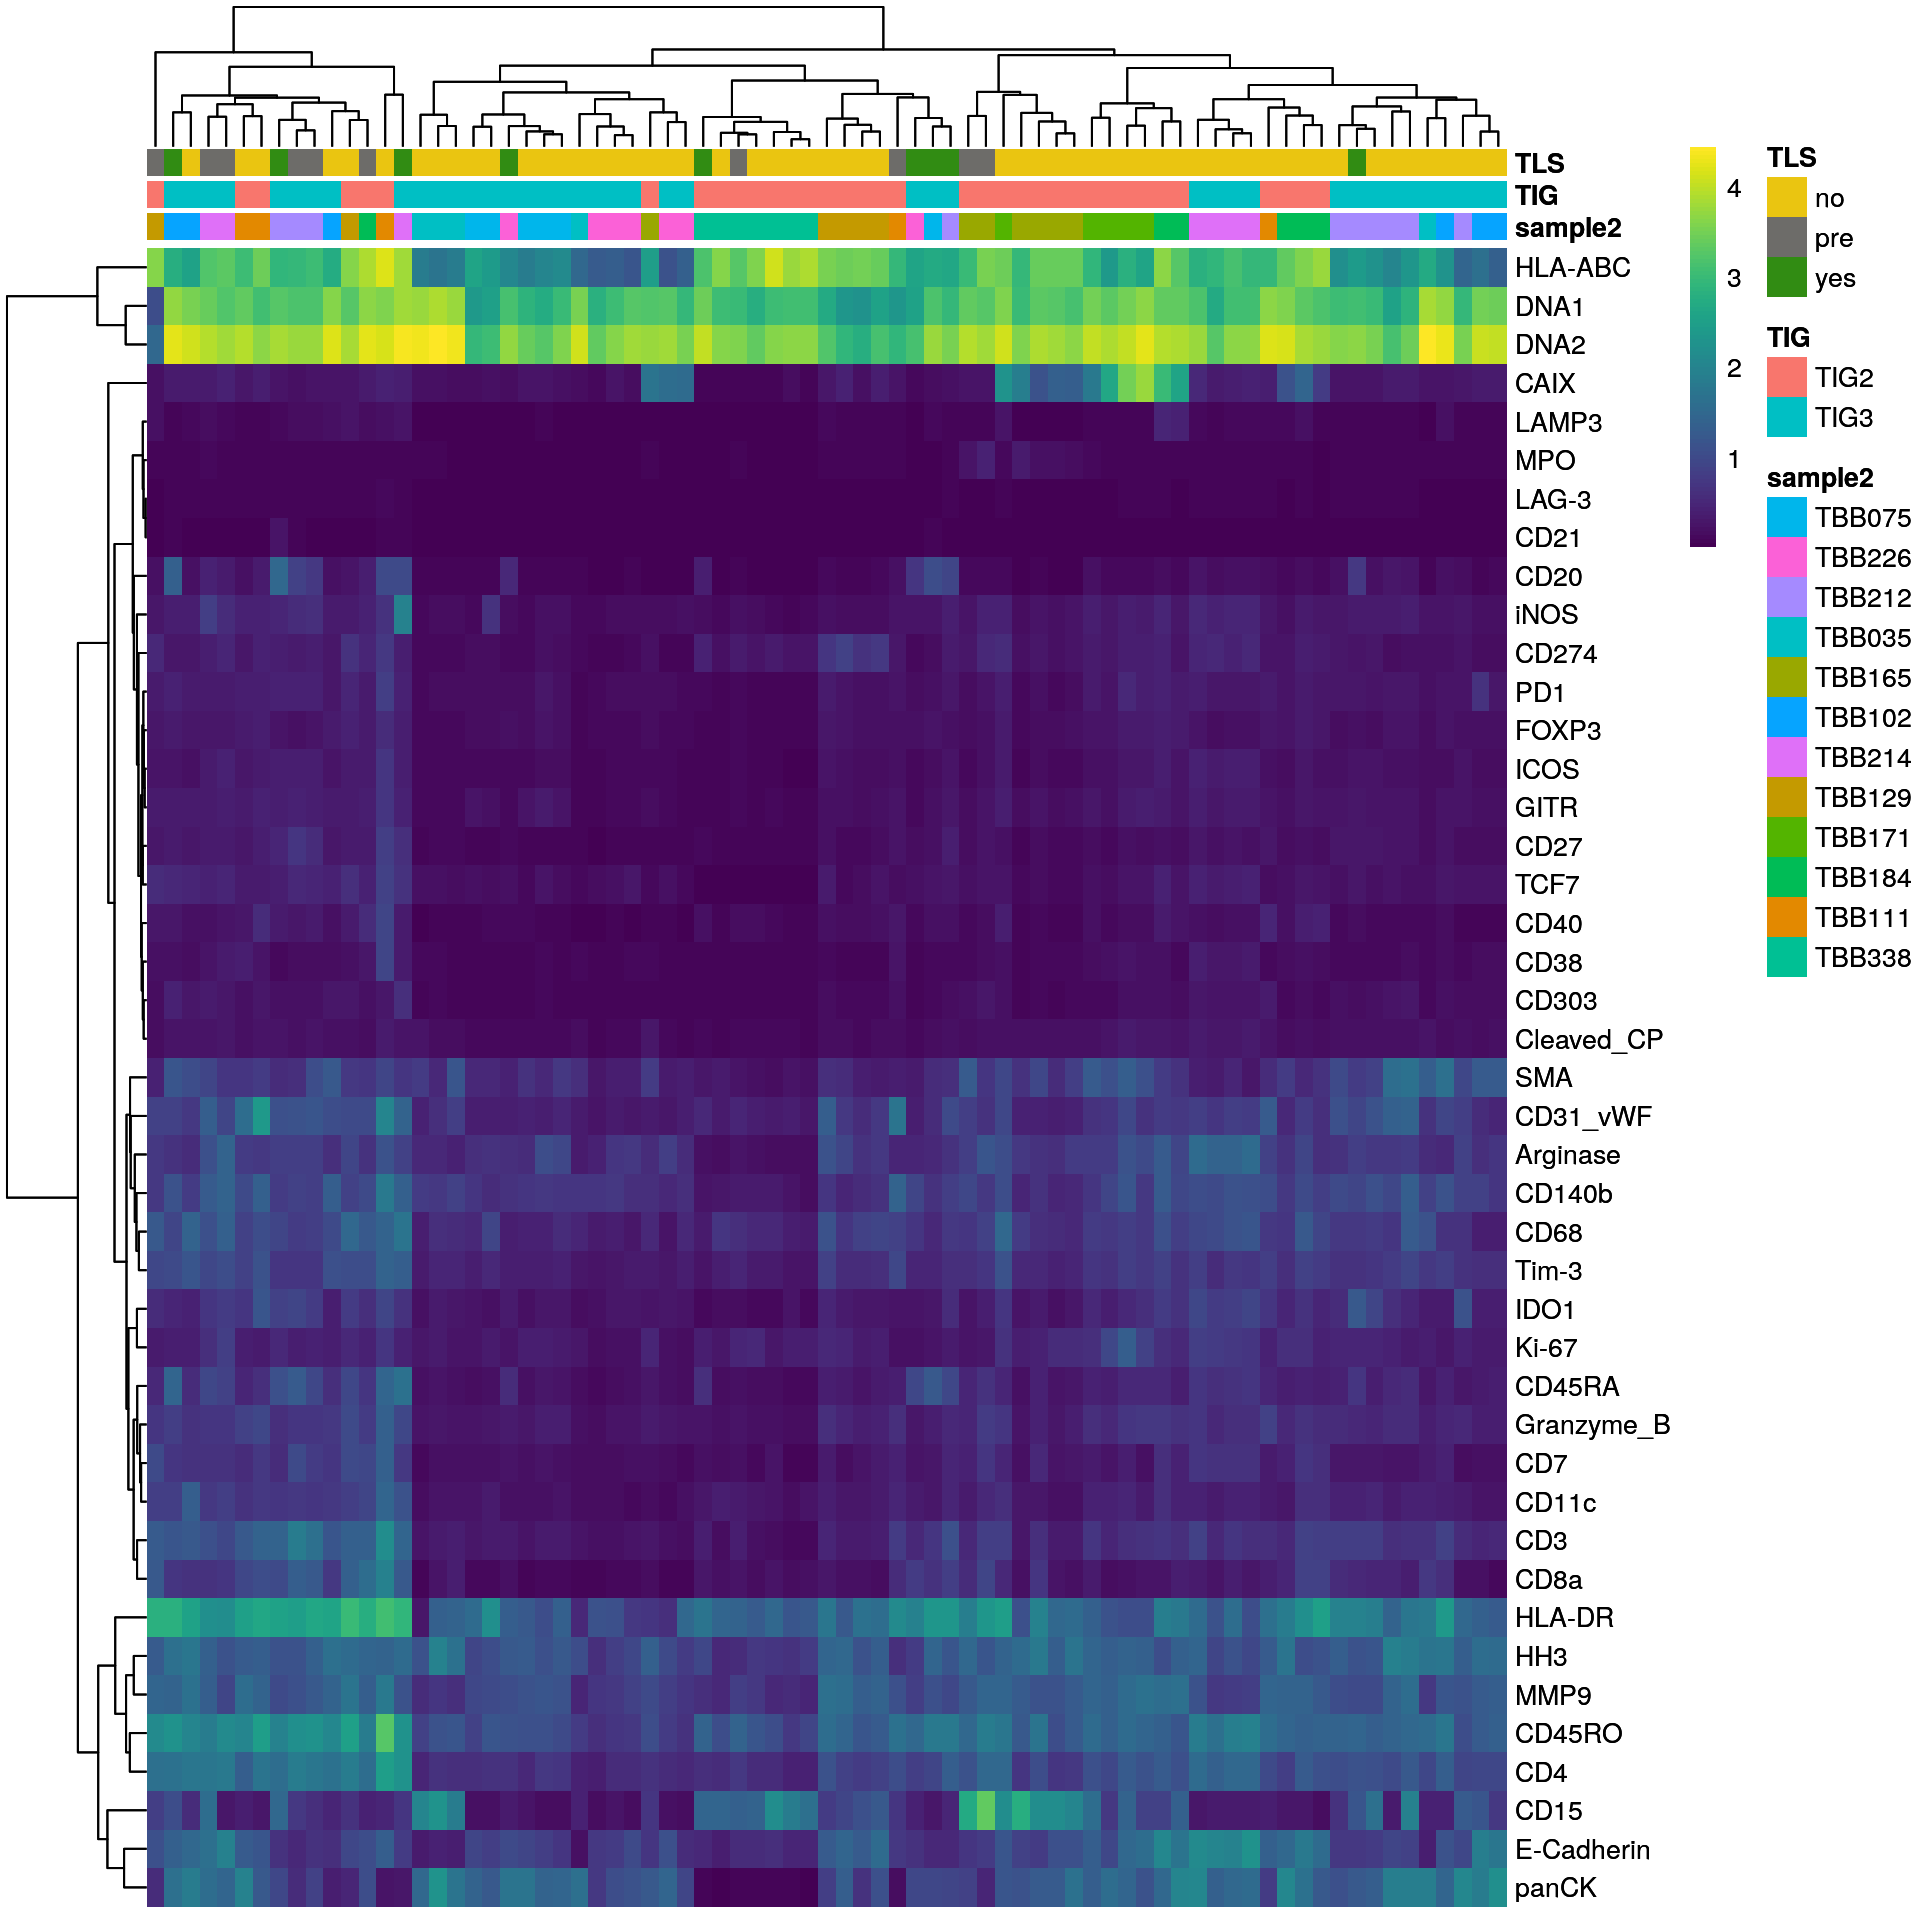 TLS
TIG
sample2
HLA-ABC
DNA1
DNA2
CAIX
LAMP3
MPO
LAG-3
CD21
CD20
iNOS
CD274
PD1
FOXP3
ICOS
GITR
CD27
TCF7
CD40
CD38
CD303
Cleaved_CP
SMA
CD31_vWF
Arginase
CD140b
CD68
Tim-3
IDO1
Ki-67
CD45RA
Granzyme_B
CD7
CD11c
CD3
CD8a
HLA-DR
HH3
MMP9
CD45RO
CD4
CD15
E-Cadherin
panCK
4
3
2
1
TLS
no
pre
yes
TIG
TIG2
TIG3
sample2
TBB075
TBB226
TBB212
TBB035
TBB165
TBB102
TBB214
TBB129
TBB171
TBB184
TBB111
TBB338